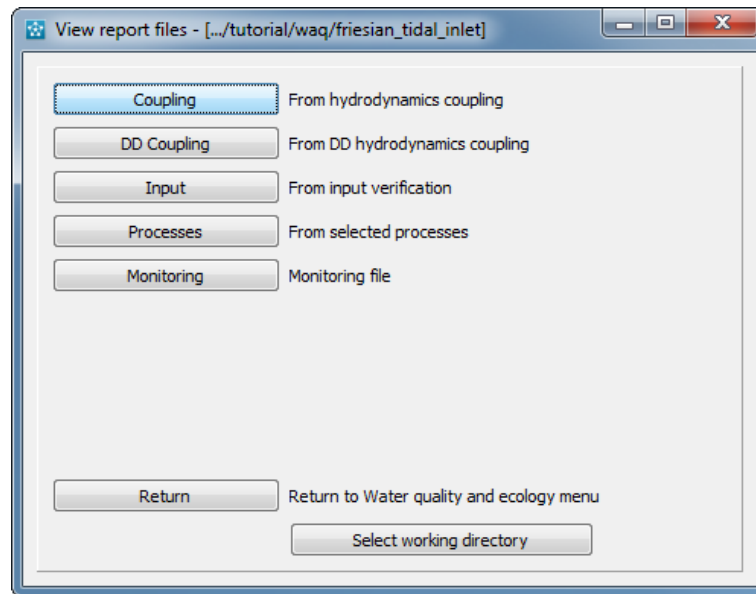 View report files - [.../tutorial/waq/friesian_tidal_inlet]
Coupling From hydrodynamics coupling
DD Coupling From DD hydrodynamics coupling
Input From input verification
Processes From selected processes
Monitoring Monitoring file
Return Return to Water quality and ecology menu
Select working directory